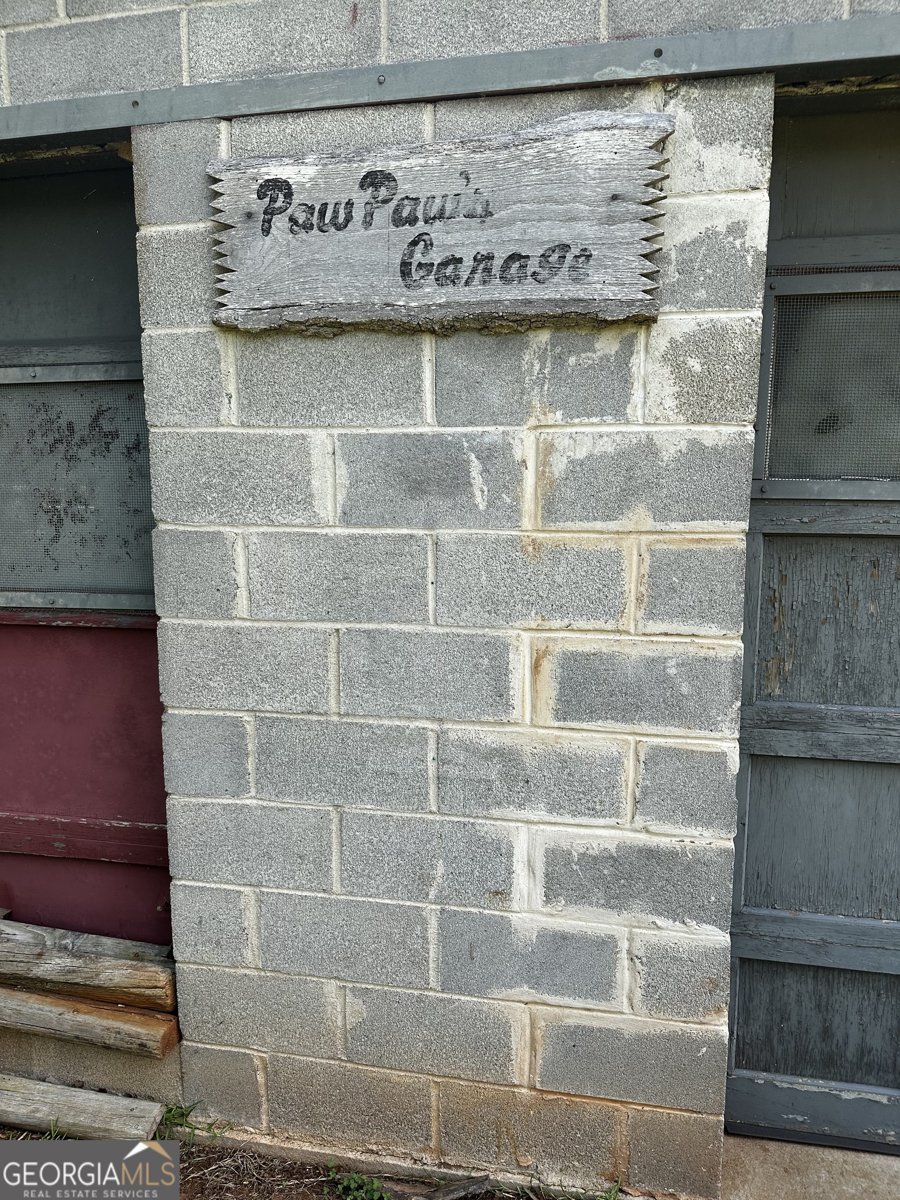 Paw Paw's
Garage
GEORGIAMLS
REAL ESTATE SERVICES